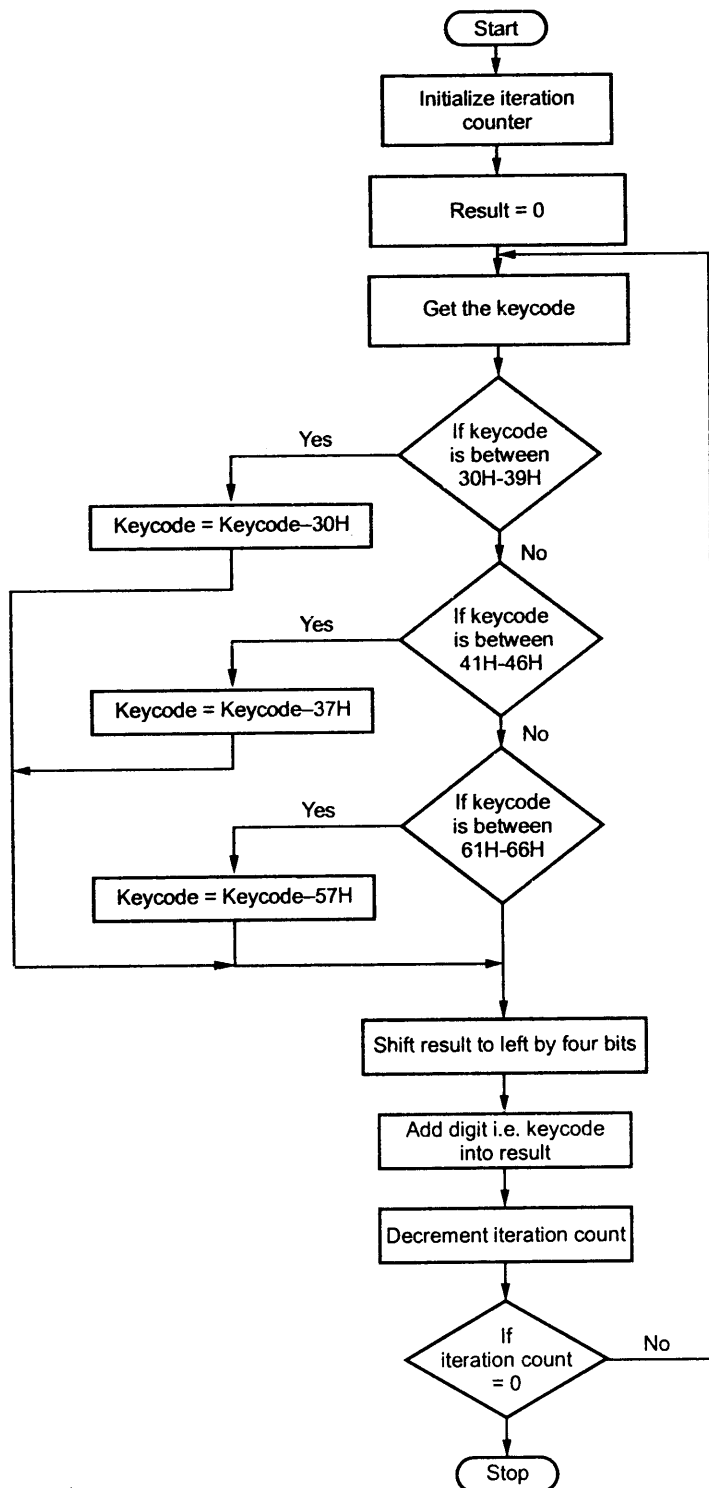 Start
Initialize iteration
counter
Result = 0
Get the keycode
If keycode
is between
30H-39H
Yes
Keycode = Keycode–30H
No
If keycode
is between
41H-46H
Yes
Keycode = Keycode–37H
No
If keycode
is between
61H-66H
Yes
Keycode = Keycode–57H
Shift result to left by four bits
Add digit i.e. keycode
into result
Decrement iteration count
If
iteration count
= 0
No
Stop